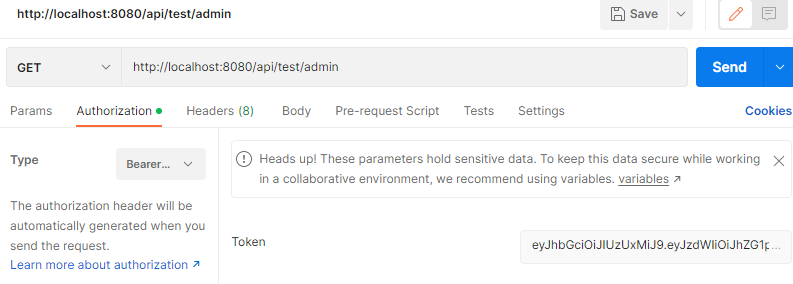 http://localhost:8080/api/test/admin
Save
GET
http://localhost:8080/api/test/admin
Send
Params
Authorization
Headers (8)
Body
Pre-request Script
Tests
Settings
Cookies
Type
Bearer...
Heads up! These parameters hold sensitive data. To keep this data secure while working
in a collaborative environment, we recommend using variables. variables ↗
The authorization header will be
automatically generated when you
send the request.
Learn more about authorization ↗
Token
eyJhbGciOiJIUzUxMiJ9.eyJzdWIiOiJhZG1p...